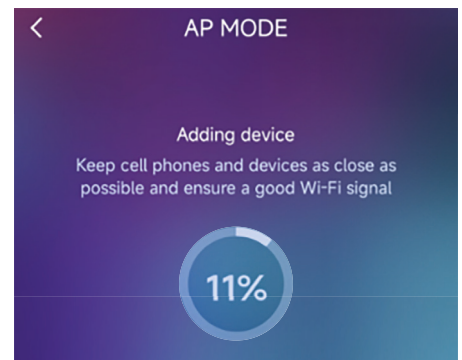 AP MODE
Adding device
Keep cell phones and devices as close as
possible and ensure a good Wi-Fi signal
11%